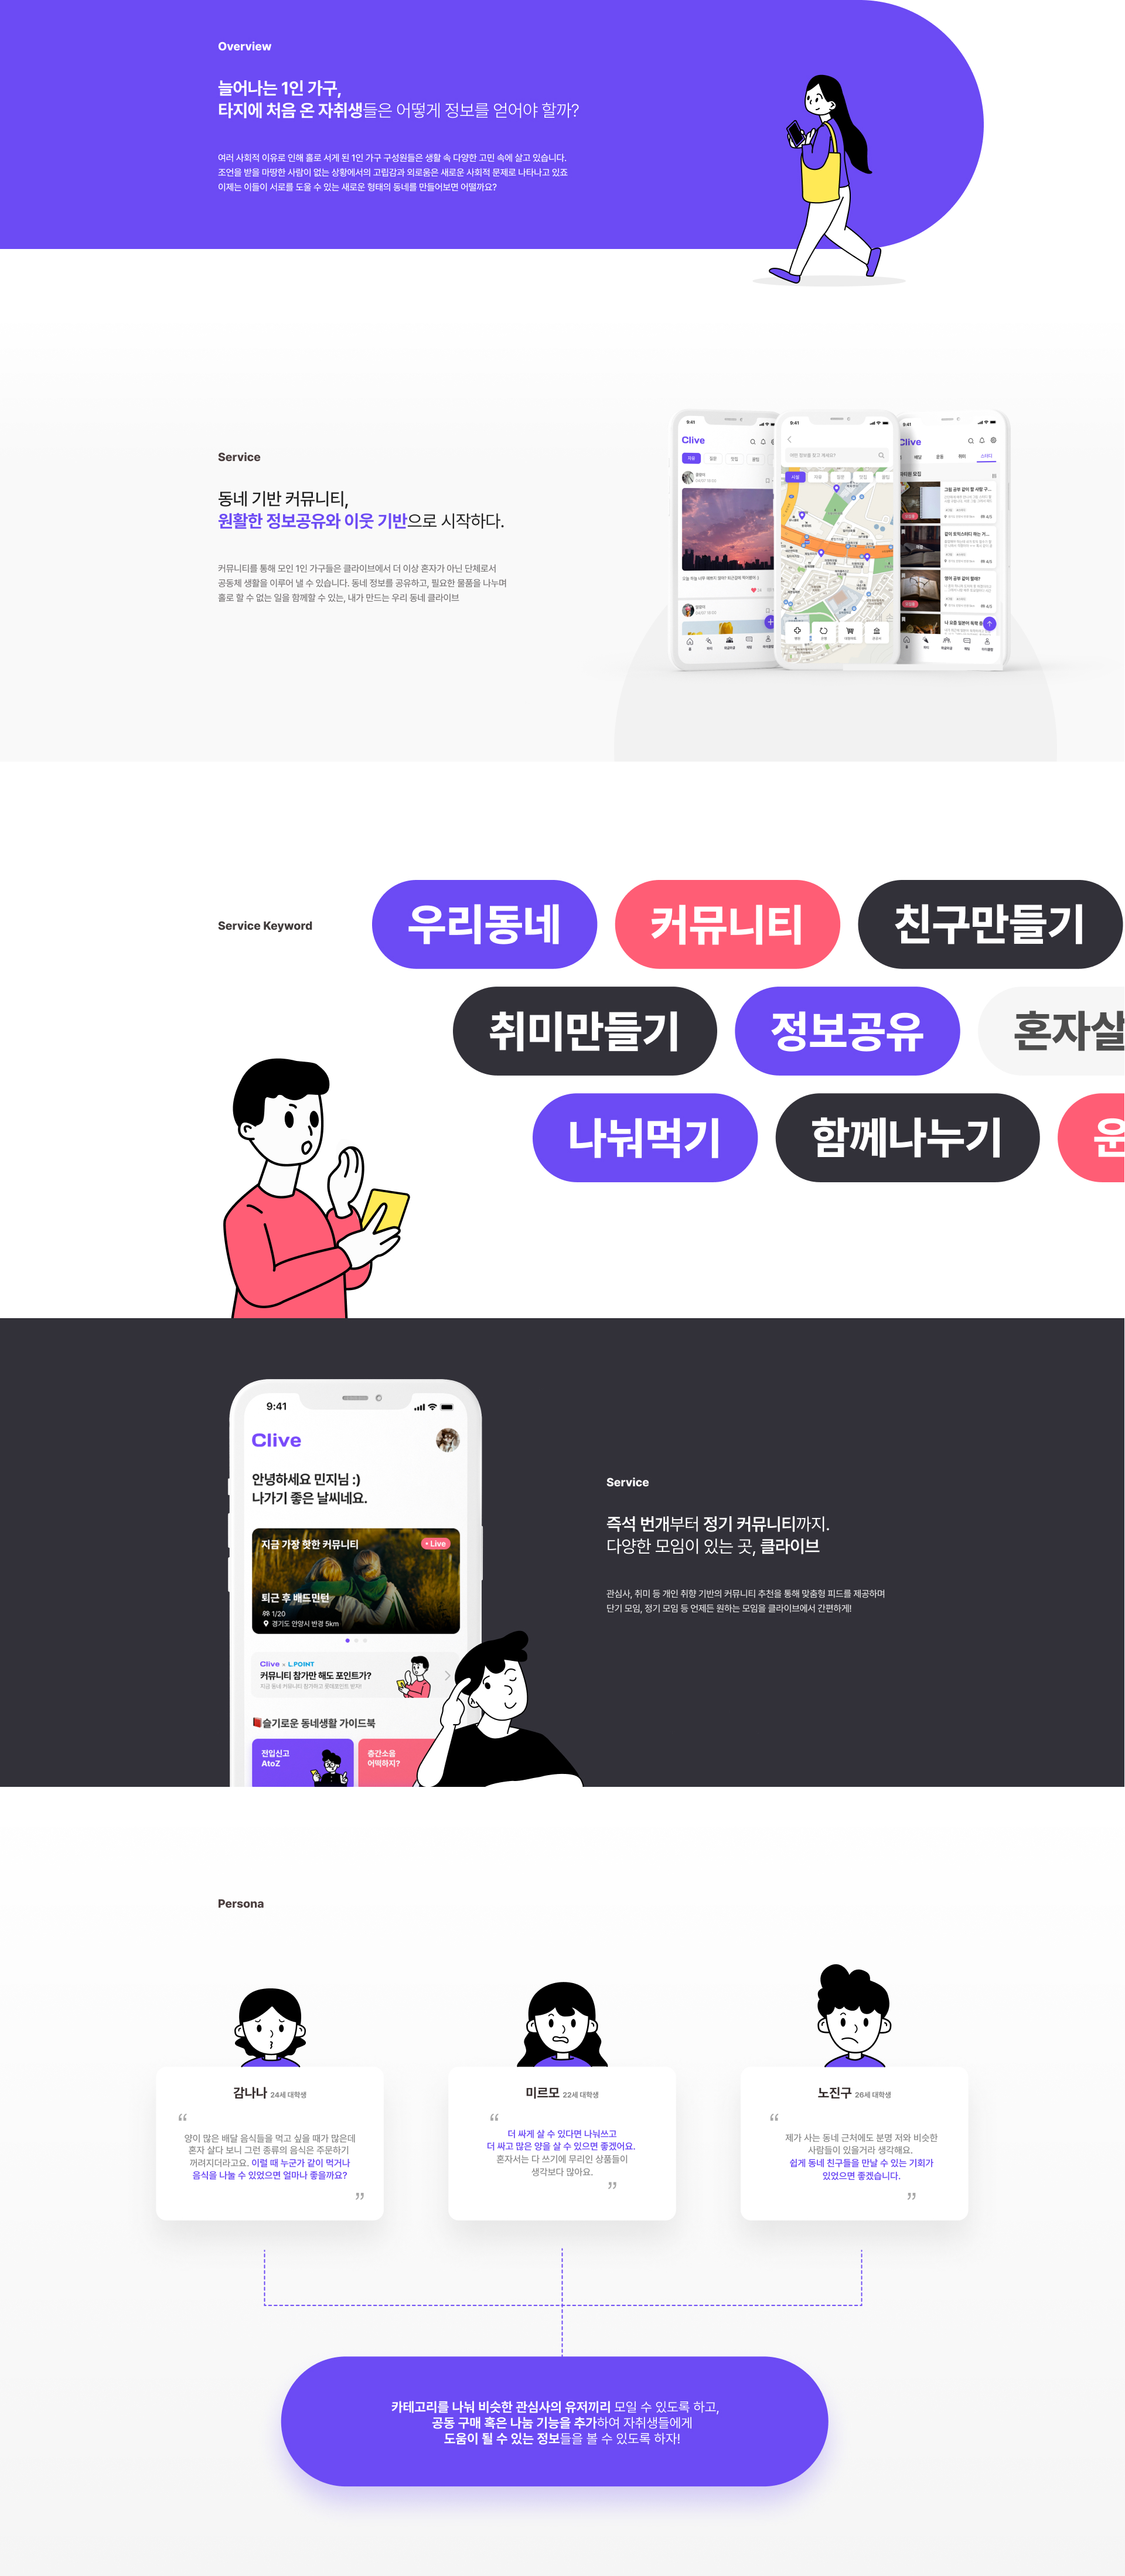 Overview
늘어나는 1인 가구,
타지에 처음 온 자취생들은 어떻게 정보를 얻어야 할까?
여러 사회적 이유로 인해 홀로 서게 된 1인 가구 구성원들은 생활 속 다양한 고민 속에 살고 있습니다.
조언을 받을 마땅한 사람이 없는 상황에서의 고립감과 외로움은 새로운 사회적 문제로 나타나고 있죠
이제는 이들이 서로를 도울 수 있는 새로운 형태의 동네를 만들어보면 어떨까요?
Service
동네 기반 커뮤니티,
원활한 정보공유와 이웃 기반으로 시작하다.
커뮤니티를 통해 모인 1인 가구들은 클라이브에서 더 이상 혼자가 아닌 단체로서
공동체 생활을 이루어 낼 수 있습니다. 동네 정보를 공유하고, 필요한 물품을 나누며
홀로 할 수 없는 일을 함께할 수 있는, 내가 만드는 우리 동네 클라이브
9:41
Clive
9:41
9:41
Clive
스터디
Service Keyword
우리동네
커뮤니티
친구만들기
취미만들기
정보공유
혼자살
나눠먹기
함께나누기
운
9:41
Clive
안녕하세요 민지님 :)
나가기 좋은 날씨네요.
지금 가장 핫한 커뮤니티
Live
퇴근 후 배드민턴
1/20
경기도 안양시 반경 5km
Clive x L.POINT
커뮤니티 참가만 해도 포인트가?
지금 동네 커뮤니티 참가하고 롯데포인트 받자!
슬기로운 동네생활 가이드북
전입신고
AtoZ
층간소음
어떡하지?
Service
즉석 번개부터 정기 커뮤니티까지.
다양한 모임이 있는 곳, 클라이브
관심사, 취미 등 개인 취향 기반의 커뮤니티 추천을 통해 맞춤형 피드를 제공하며
단기 모임, 정기 모임 등 언제든 원하는 모임을 클라이브에서 간편하게!
Persona
감나나 24세 대학생
“
양이 많은 배달 음식들을 먹고 싶을 때가 많은데
혼자 살다 보니 그런 종류의 음식은 주문하기
꺼려지더라고요. 이럴 때 누군가 같이 먹거나
음식을 나눌 수 있었으면 얼마나 좋을까요?
”
미르모 22세 대학생
“
더 싸게 살 수 있다면 나눠쓰고
더 싸고 많은 양을 살 수 있으면 좋겠어요.
혼자서는 다 쓰기에 무리인 상품들이
생각보다 많아요.
”
노진구 26세 대학생
“
제가 사는 동네 근처에도 분명 저와 비슷한
사람들이 있을거라 생각해요.
쉽게 동네 친구들을 만날 수 있는 기회가
있었으면 좋겠습니다.
”
카테고리를 나눠 비슷한 관심사의 유저끼리 모일 수 있도록 하고,
공동 구매 혹은 나눔 기능을 추가하여 자취생들에게
도움이 될 수 있는 정보들을 볼 수 있도록 하자!